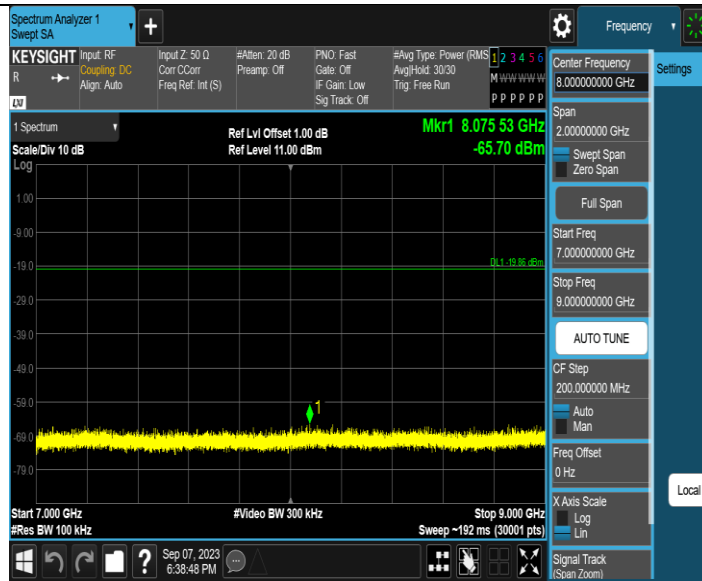 Spectrum Analyzer 1
Swept SA
+
Frequency
KEYSIGHT
R
LXI
Input: RF
Coupling: DC
Align: Auto
Input Z: 50 Ω
Corr CCorr
Freq Ref: Int (S)
#Atten: 20 dB
Preamp: Off
PNO: Fast
Gate: Off
IF Gain: Low
Sig Track: Off
#Avg Type: Power (RMS
Avg|Hold: 30/30
Trig: Free Run
1 2 3 4 5 6
M W W W W W
P P P P P P
1 Spectrum
Scale/Div 10 dB
Log
Ref Lvl Offset 1.00 dB
Ref Level 11.00 dBm
Mkr1 8.075 53 GHz
-65.70 dBm
1.00
-9.00
-19.0
DL1 -19.86 dBm
-29.0
-39.0
-49.0
-59.0
1
-69.0
-79.0
Start 7.000 GHz
#Res BW 100 kHz
#Video BW 300 kHz
Stop 9.000 GHz
Sweep ~192 ms (30001 pts)
?
Sep 07, 2023
6:38:48 PM
Center Frequency
8.000000000 GHz
Span
2.00000000 GHz
Swept Span
Zero Span
Full Span
Start Freq
7.000000000 GHz
Stop Freq
9.000000000 GHz
AUTO TUNE
CF Step
200.000000 MHz
Auto
Man
Freq Offset
0 Hz
X Axis Scale
Log
Lin
Signal Track
(Span Zoom)
Settings
Local